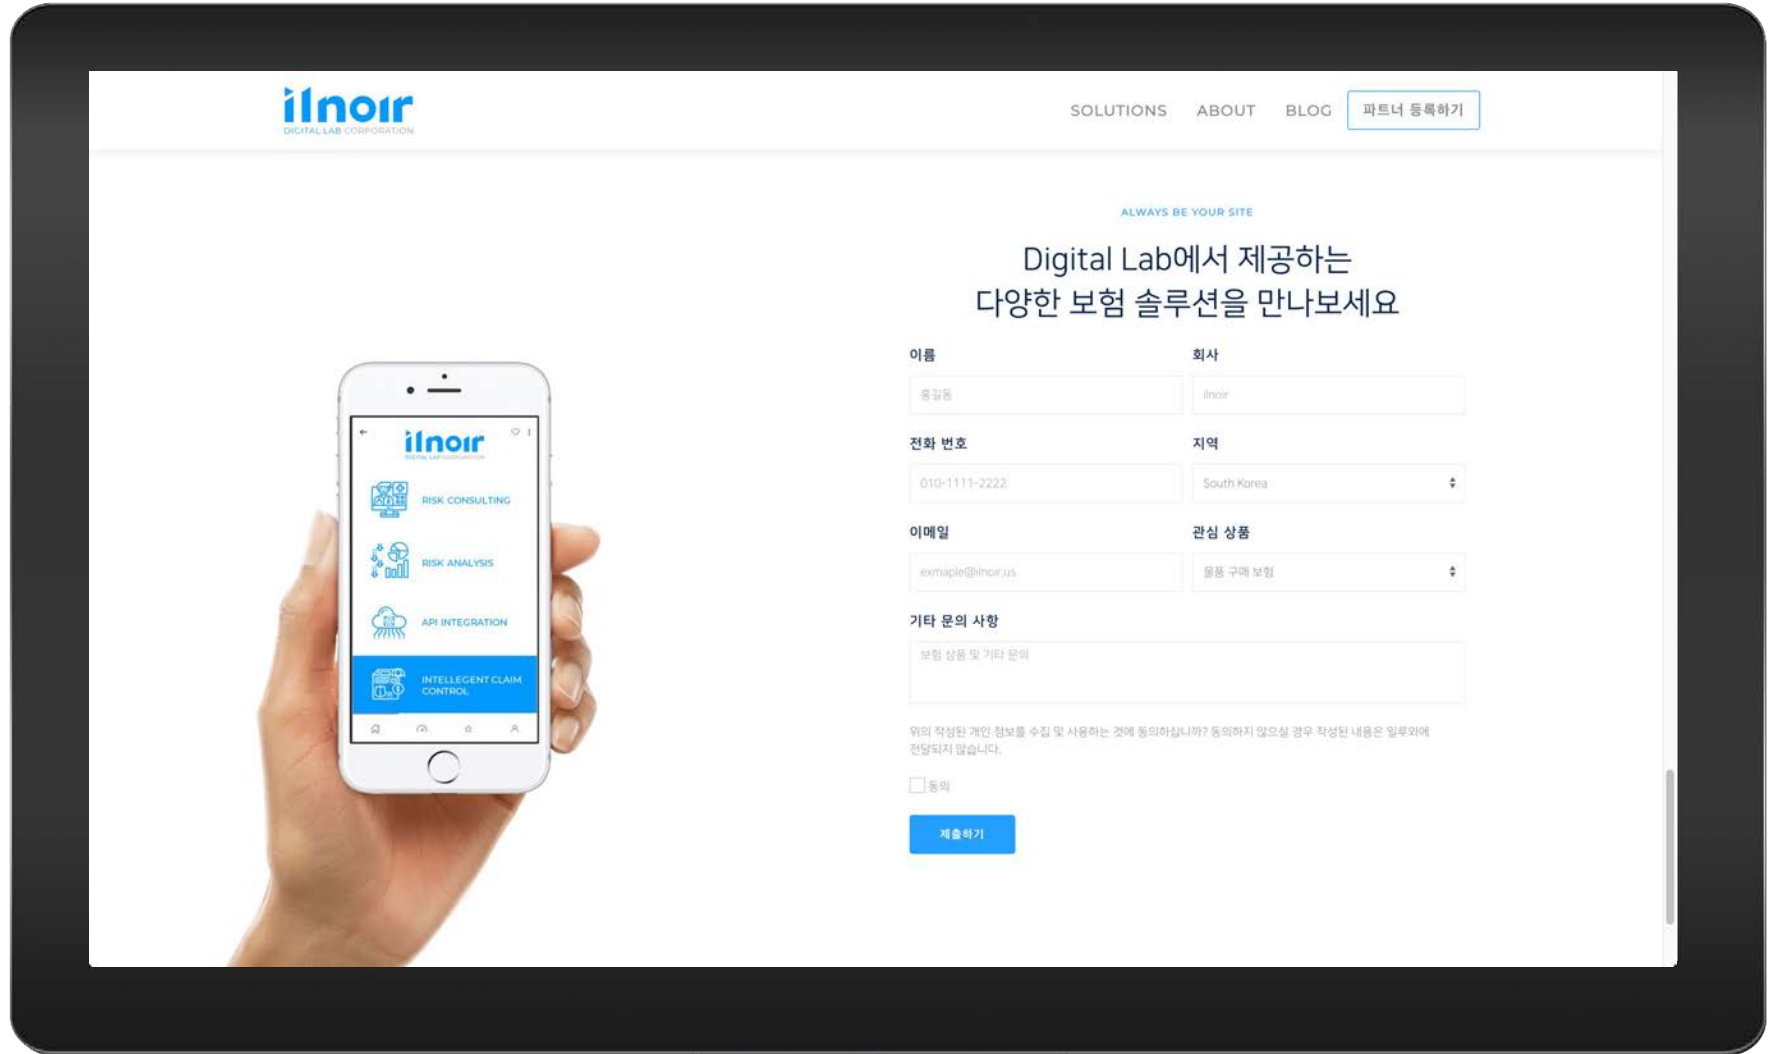 ilnoır
DIGITAL LAB CORPORATION
SOLUTIONS ABOUT BLOG 파트너 등록하기
ALWAYS BE YOUR SITE
Digital Lab에서 제공하는
다양한 보험 솔루션을 만나보세요
이름 회사
홍길동 ilnoir
전화 번호 지역
010-1111-2222 South Korea
이메일 관심 상품
exmaple@ilnoir.us 물품 구매 보험
기타 문의 사항
보험 상품 및 기타 문의
위의 작성된 개인 정보를 수집 및 사용하는 것에 동의하십니까? 동의하지 않으실 경우 작성된 내용은 일루와에
전달되지 않습니다.
동의
제출하기
ilnoır
DIGITAL LAB CORPORATION
RISK CONSULTING
RISK ANALYSIS
API INTEGRATION
INTELLEGENT CLAIM
CONTROL